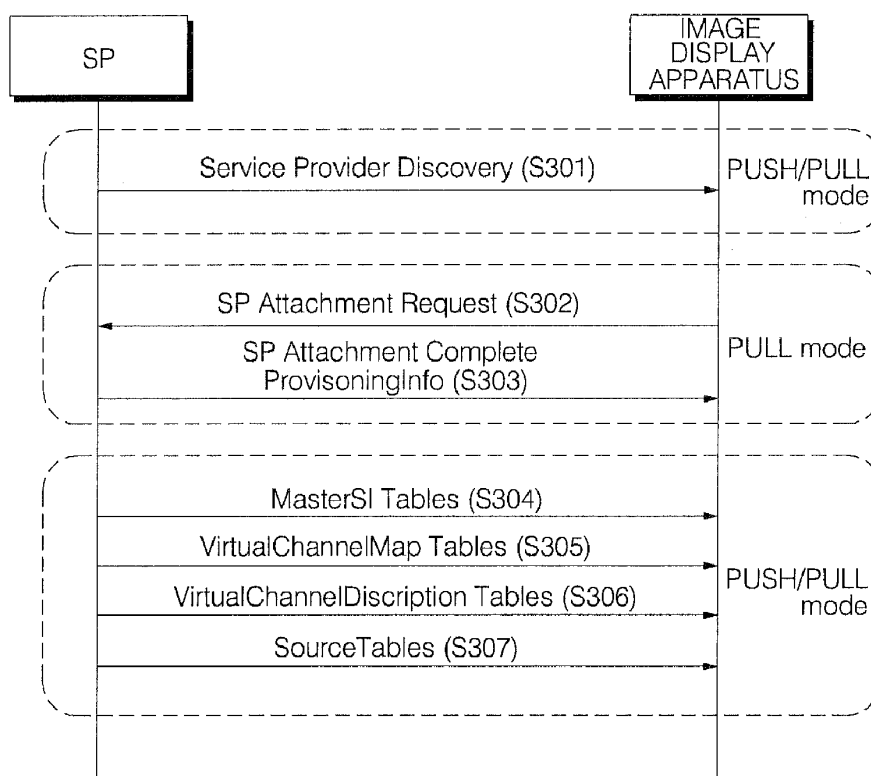 SP
IMAGE
DISPLAY
APPARATUS
Service Provider Discovery (S301)
PUSH/PULL
mode
SP Attachment Request (S302)
SP Attachment Complete
ProvisoningInfo (S303)
PULL mode
MasterSI Tables (S304)
VirtualChannelMap Tables (S305)
VirtualChannelDiscription Tables (S306)
SourceTables (S307)
PUSH/PULL
mode